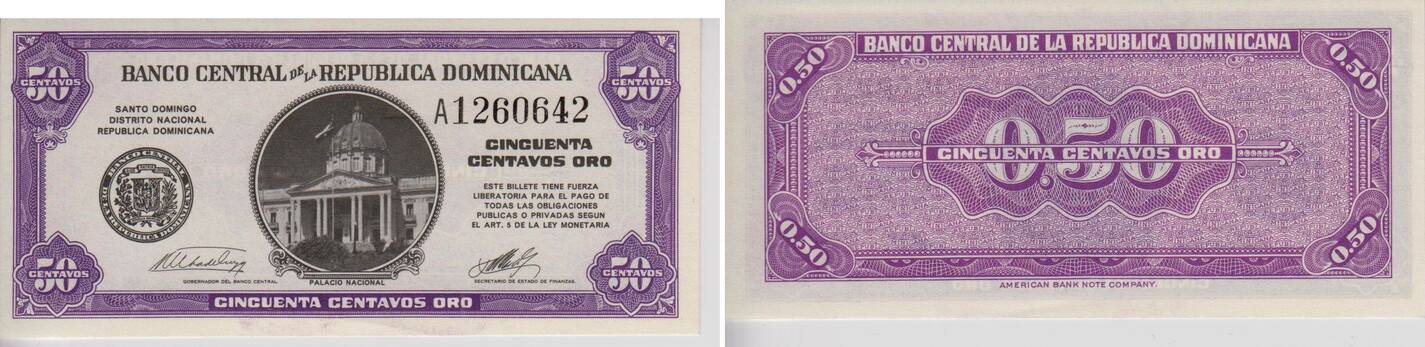 50
CENTAVOS
50
CENTAVOS
BANCO CENTRAL DE LA REPUBLICA DOMINICANA
SANTO DOMINGO
DISTRITO NACIONAL
REPUBLICA DOMINICANA
A1260642
CINCUENTA
CENTAVOS ORO
ESTE BILLETE TIENE FUERZA
LIBERATORIA PARA EL PAGO DE
TODAS LAS OBLIGACIONES
PUBLICAS O PRIVADAS SEGUN
EL ART. 5 DE LA LEY MONETARIA
BANCO CENTRAL
REPUBLICA DOMINICANA
GOBERNADOR DEL BANCO CENTRAL
PALACIO NACIONAL
SECRETARIO DE ESTADO DE FINANZAS.
50
CENTAVOS
50
CENTAVOS
CINCUENTA CENTAVOS ORO
BANCO CENTRAL DE LA REPUBLICA DOMINICANA
0.50
0.50
0.50
CINCUENTA CENTAVOS ORO
0.50
0.50
AMERICAN BANK NOTE COMPANY.